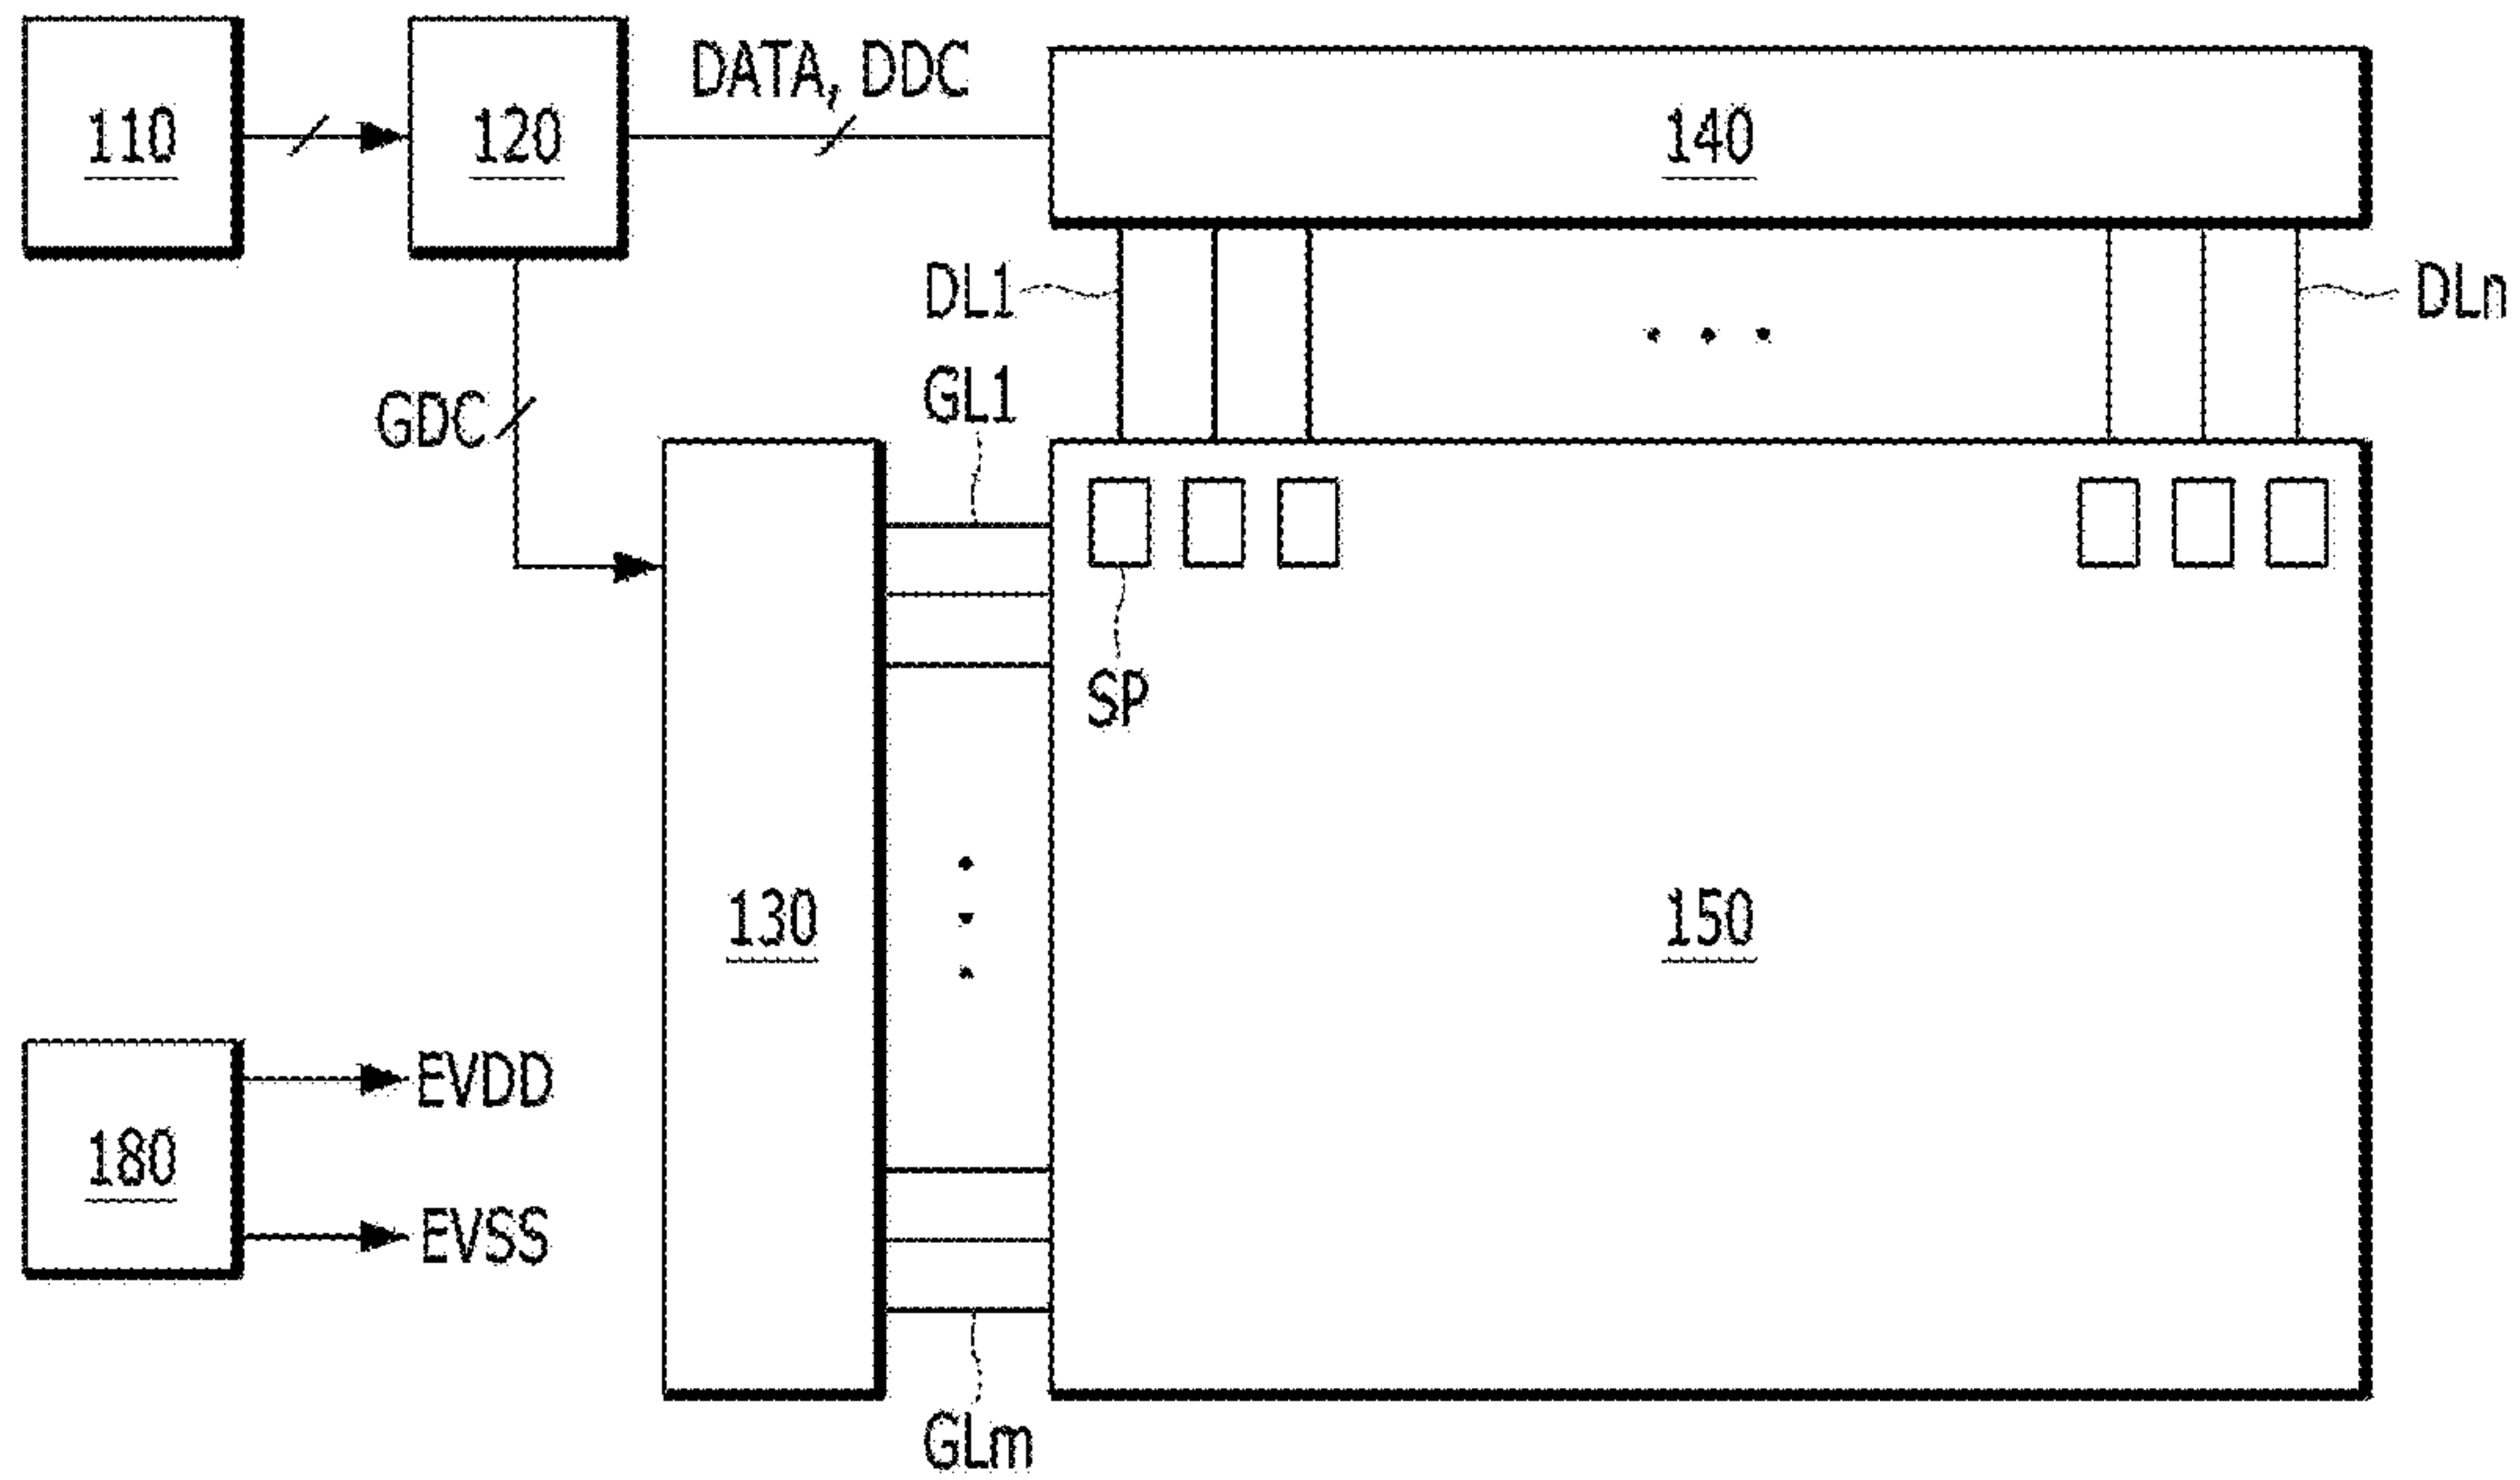 110
120
DATA, DDC
140
DL1
DLn
GL1
GDC
SP
130
150
EVDD
180
EVSS
GLm